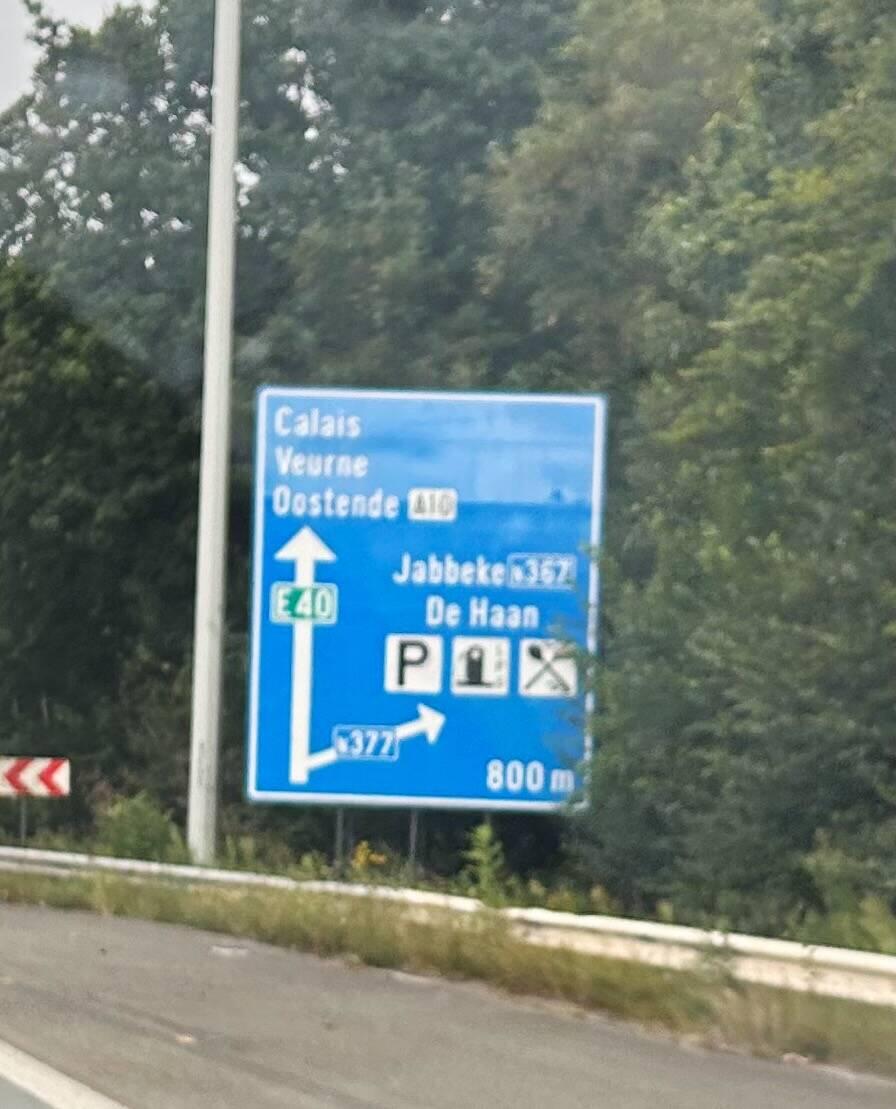 Calais
Veurne
Oostende A10
Jabbeke N367
E40
De Haan
P
N377
800 m